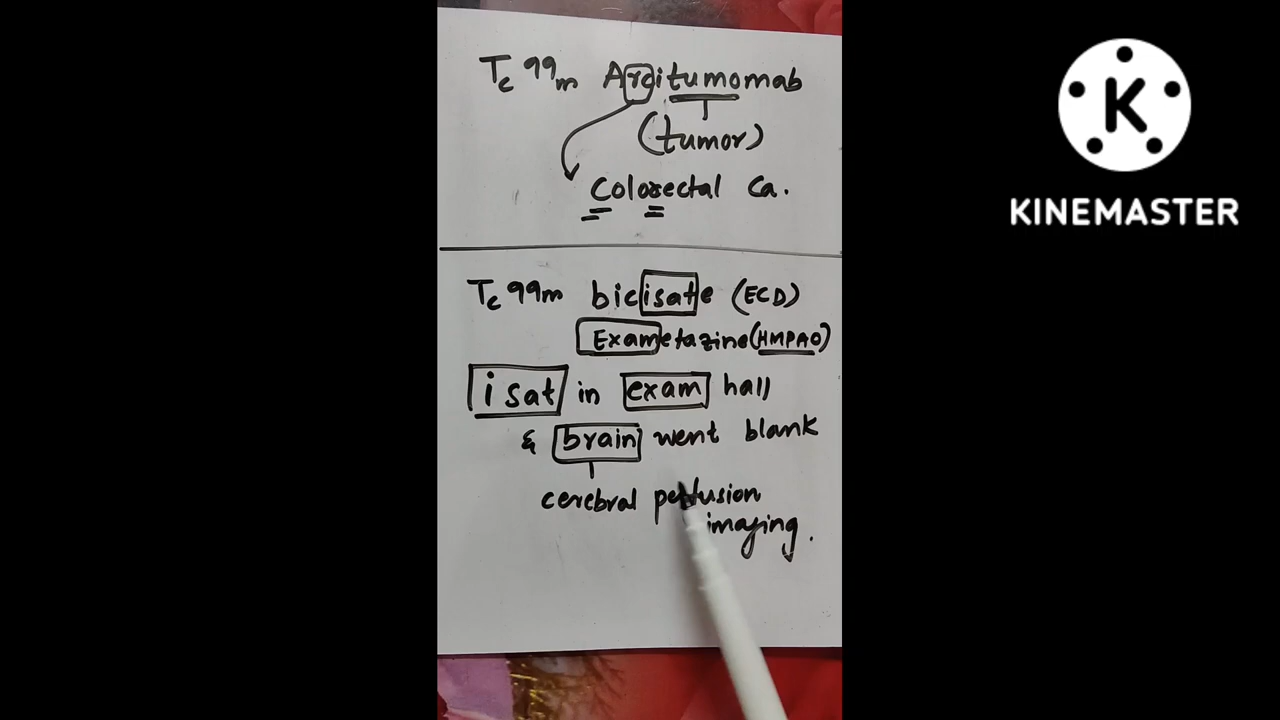 Tc 99m Arcitumomab
(tumor)
Colorectal Ca.
Tc 99m bicisate (ECD)
Exametazine (HMPAO)
i sat in exam hall
& brain went blank
cerebral perfusion
imaging.
K
KINEMASTER